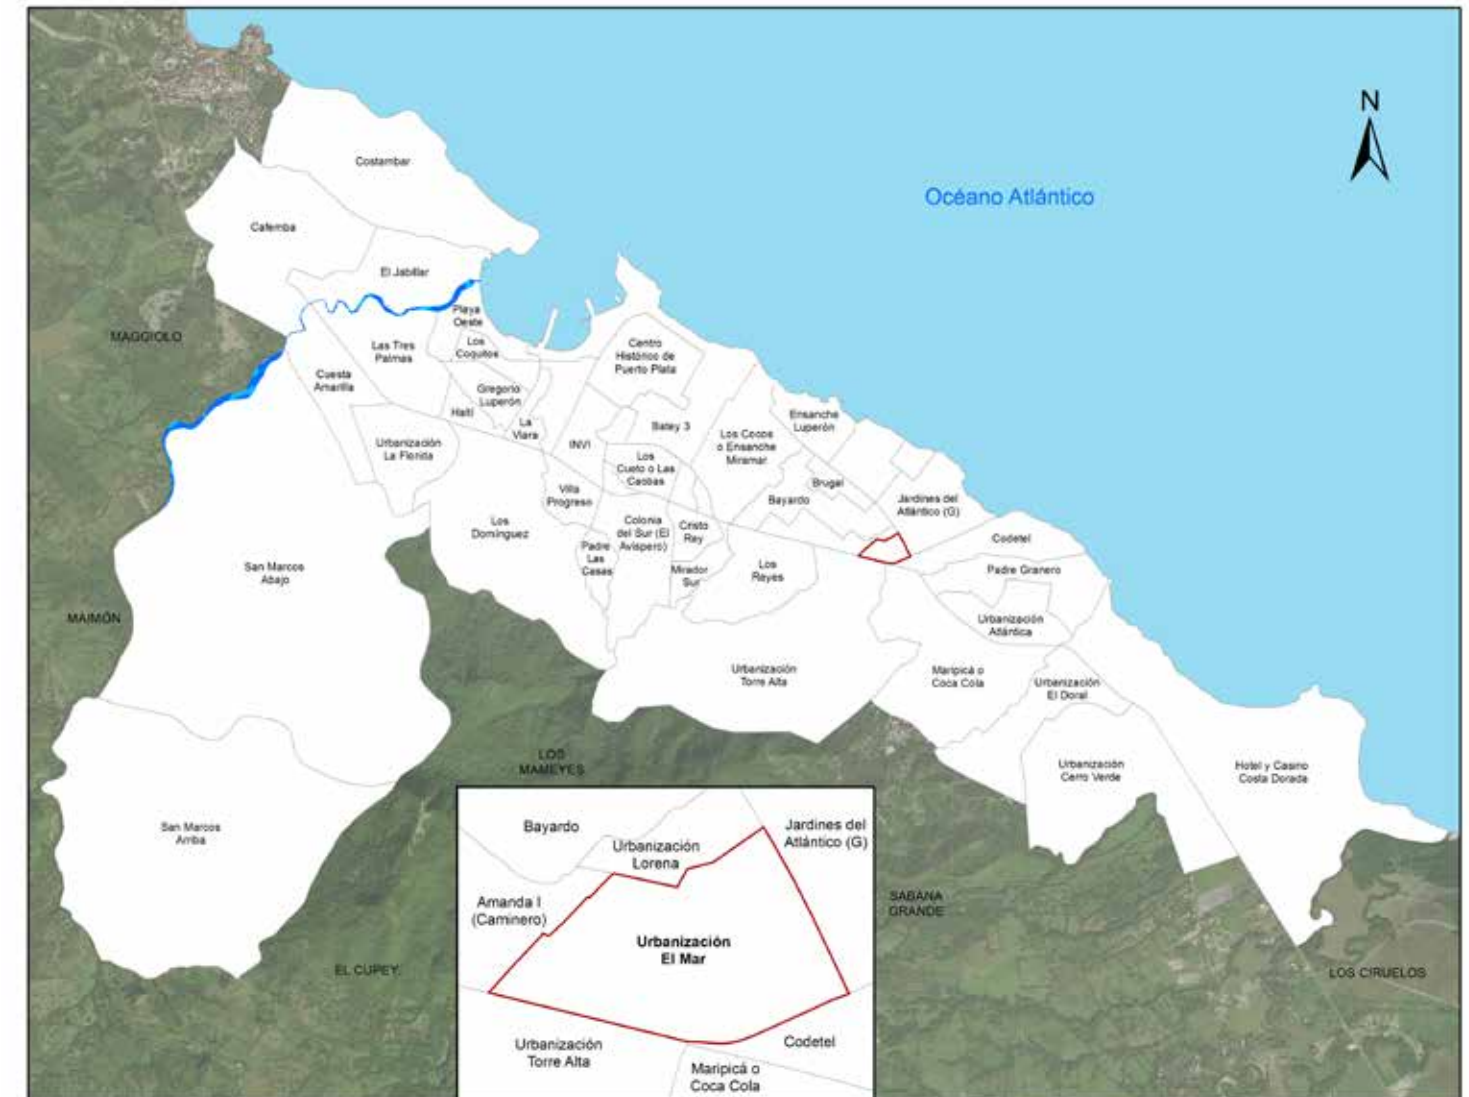 N
Costambar
Océano Atlántico
Cafemba
El Jabillar
Playa
Oeste
MAGGIOLO
Las Tres
Palmas
Los
Coquitos
Centro
Histórico de
Puerto Plata
Cuesta
Amarilla
Gregorio
Luperón
Haití
La
Viara
Ensanche
Luperón
Batey 3
Los Cocos
o Ensanche
Miramar
Urbanización
La Florida
INVI
Los
Cueto o Las
Caobas
Brugal
Villa
Progreso
Bayardo
Jardines del
Atlántico (G)
Los
Domínguez
Colonia
del Sur (El
Avispero)
Cristo
Rey
Codetel
Padre
Las
Casas
San Marcos
Abajo
Mirador
Sur
Los
Reyes
Padre Granero
MAIMÓN
Urbanización
Atlántica
Urbanización
Torre Alta
Maripicá o
Coca Cola
Urbanización
El Doral
LOS
MAMEYES
Urbanización
Cerro Verde
Hotel y Casino
Costa Dorada
San Marcos
Arriba
SABANA
GRANDE
EL CUPEY
LOS CIRUELOS
Bayardo
Jardines del
Atlántico (G)
Urbanización
Lorena
Amanda I
(Caminero)
Urbanización
El Mar
Urbanización
Torre Alta
Codetel
Maripicá o
Coca Cola